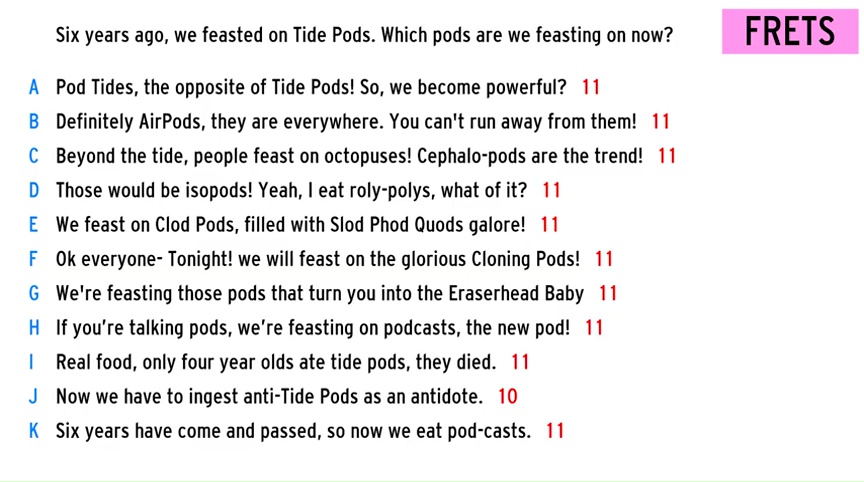 Six years ago, we feasted on Tide Pods. Which pods are we feasting on now?
FRETS
A Pod Tides, the opposite of Tide Pods! So, we become powerful? 11
B Definitely AirPods, they are everywhere. You can't run away from them! 11
C Beyond the tide, people feast on octopuses! Cephalo-pods are the trend! 11
D Those would be isopods! Yeah, I eat roly-polys, what of it? 11
E We feast on Clod Pods, filled with Slod Phod Quods galore! 11
F Ok everyone- Tonight! we will feast on the glorious Cloning Pods! 11
G We're feasting those pods that turn you into the Eraserhead Baby 11
H If you’re talking pods, we’re feasting on podcasts, the new pod! 11
I Real food, only four year olds ate tide pods, they died. 11
J Now we have to ingest anti-Tide Pods as an antidote. 10
K Six years have come and passed, so now we eat pod-casts. 11